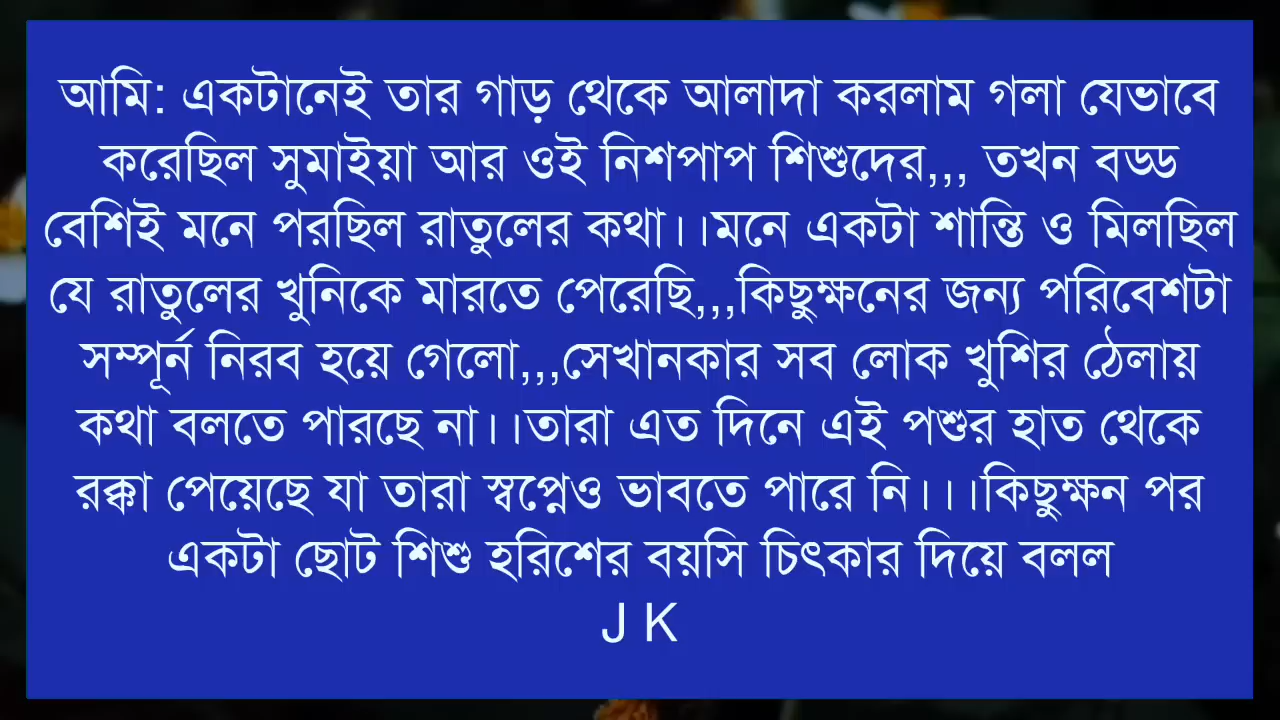 আমি: একটানেই তার গাড় থেকে আলাদা করলাম গলা যেভাবে
করেছিল সুমাইয়া আর ওই নিশপাপ শিশুদের,,, তখন বড্ড
বেশিই মনে পরছিল রাতুলের কথা।।মনে একটা শান্তি ও মিলছিল
যে রাতুলের খুনিকে মারতে পেরেছি,,,কিছুক্ষনের জন্য পরিবেশটা
সম্পূর্ন নিরব হয়ে গেলো,,,সেখানকার সব লোক খুশির ঠেলায়
কথা বলতে পারছে না।।তারা এত দিনে এই পশুর হাত থেকে
রক্কা পেয়েছে যা তারা স্বপ্নেও ভাবতে পারে নি।।।কিছুক্ষন পর
একটা ছোট শিশু হরিশের বয়সি চিৎকার দিয়ে বলল
J K